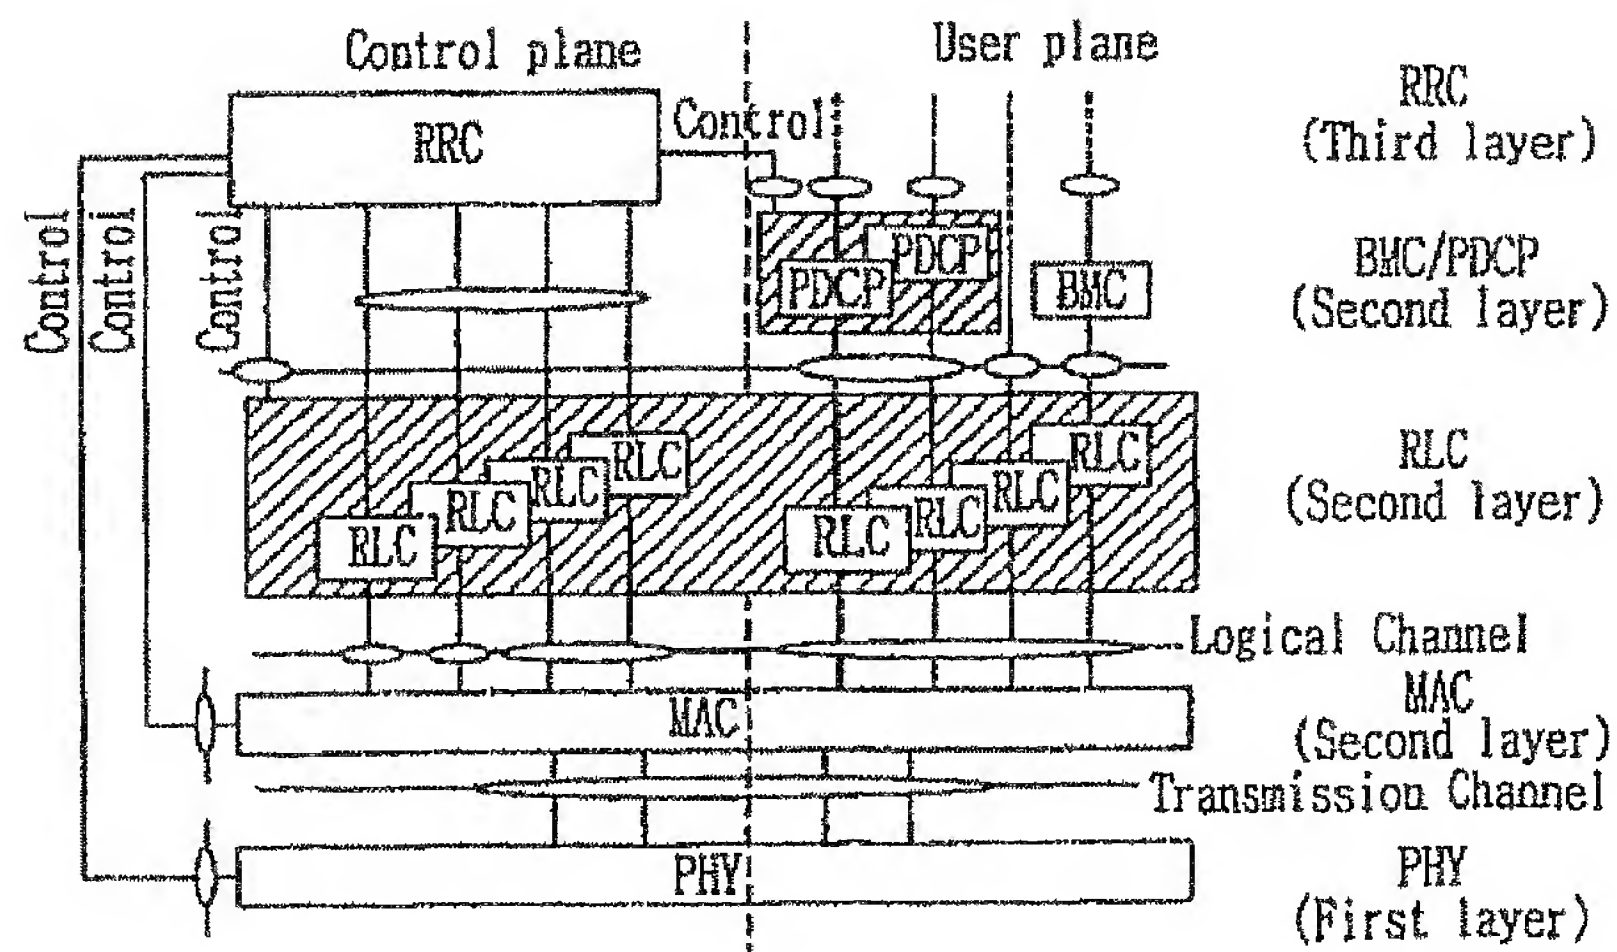 Control plane
User plane
RRC
(Third layer)
RRC
Control
Control
Control
Control
PDCP
PDCP
BMC
BMC/PDCP
(Second layer)
RLC
RLC
RLC
RLC
RLC
RLC
RLC
RLC
RLC
(Second layer)
Logical Channel
MAC
MAC
(Second layer)
Transmission Channel
PHY
PHY
(First layer)